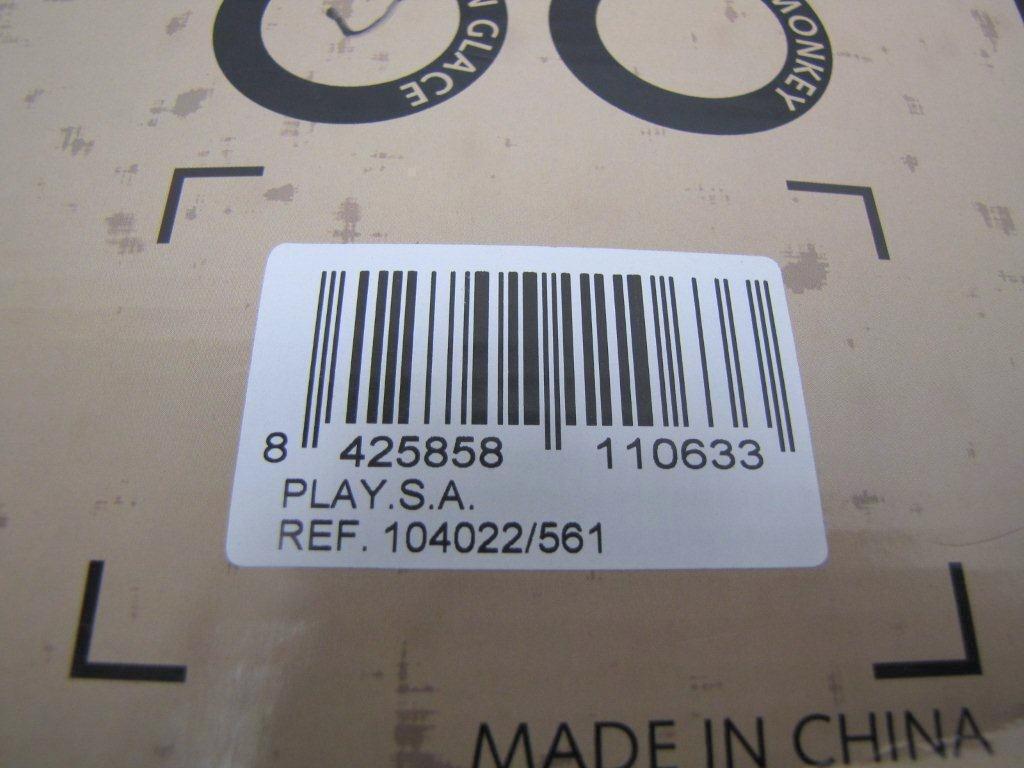 GLACE
MONKEY
8 425858 110633
PLAY.S.A.
REF. 104022/561
MADE IN CHINA